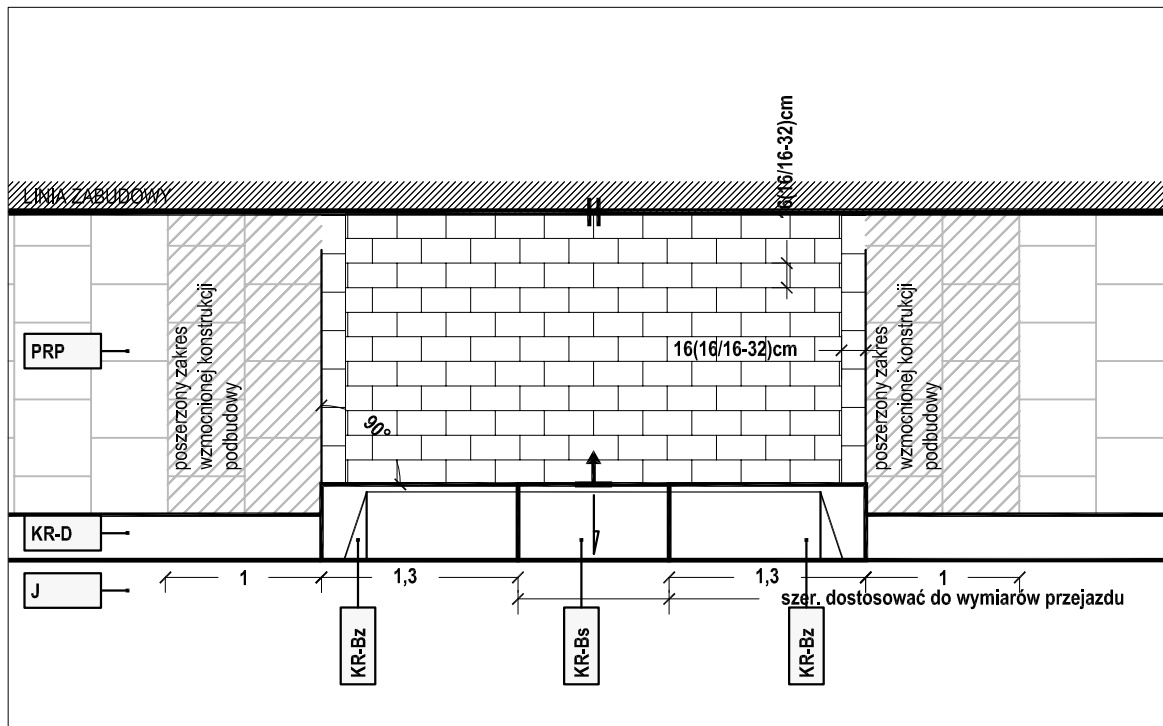 16(16/16-32)cm
LINIA ZABUDOWY
poszerzony zakres
wzmocnionej konstrukcji
podbudowy
PRP
16(16/16-32)cm
90°
poszerzony zakres
wzmocnionej konstrukcji
podbudowy
KR-D
J
1
1,3
1,3
1
szer. dostosować do wymiarów przejazdu
KR-Bz
KR-Bs
KR-Bz